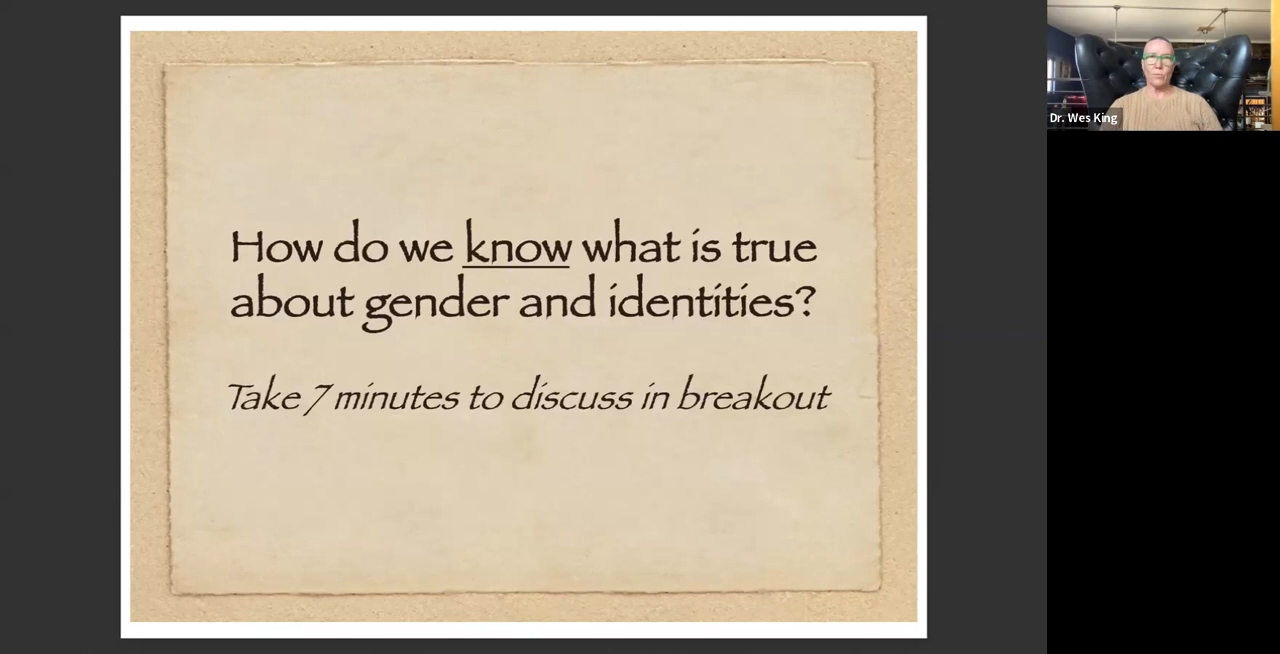 How do we know what is true
about gender and identities?
Take 7 minutes to discuss in breakout
Dr. Wes King